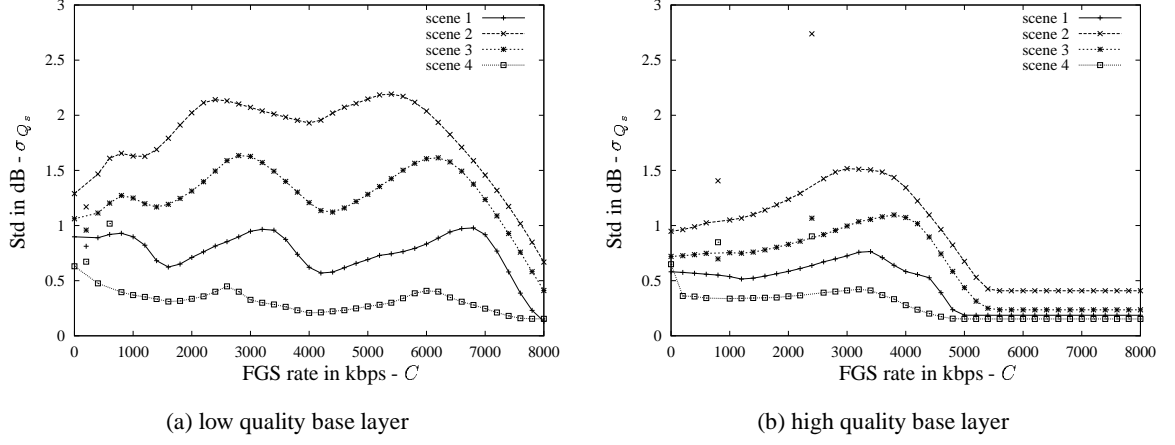 3
2.5
2
1.5
1
0.5
0
Std in dB - σ_{Q_s}
scene 1
scene 2
scene 3
scene 4
0 1000 2000 3000 4000 5000 6000 7000 8000
FGS rate in kbps - C
(a) low quality base layer
3
2.5
2
1.5
1
0.5
0
Std in dB - σ_{Q_s}
scene 1
scene 2
scene 3
scene 4
0 1000 2000 3000 4000 5000 6000 7000 8000
FGS rate in kbps - C
(b) high quality base layer